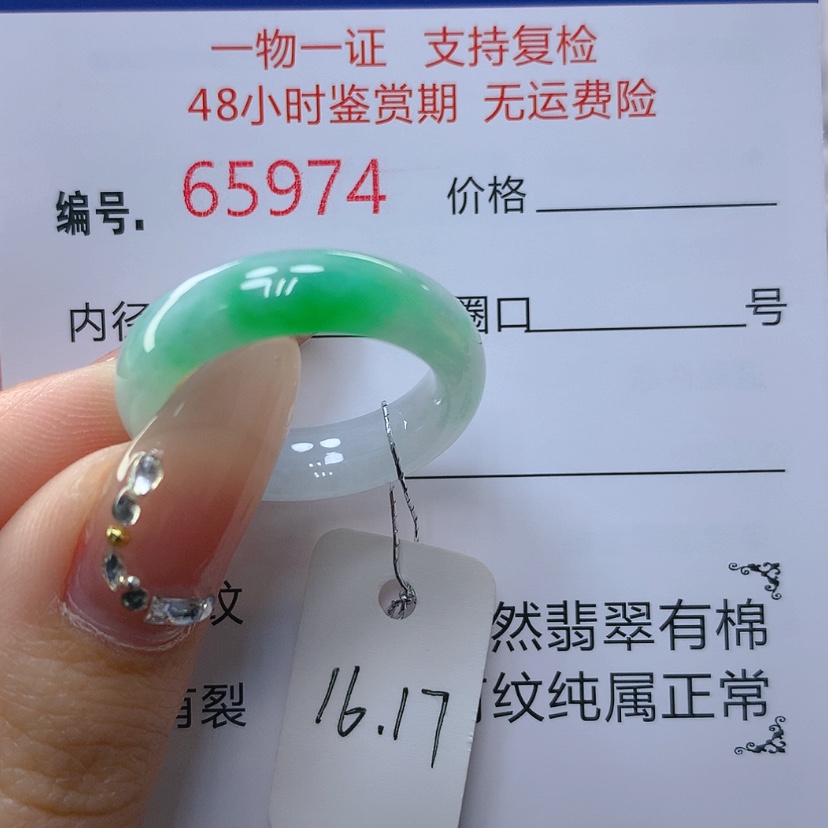 一物一证 支持复检
48小时鉴赏期 无运费险
编号. 65974 价格
内径 圈口 号
纹 然翡翠有棉
有裂 纹纯属正常
16.17